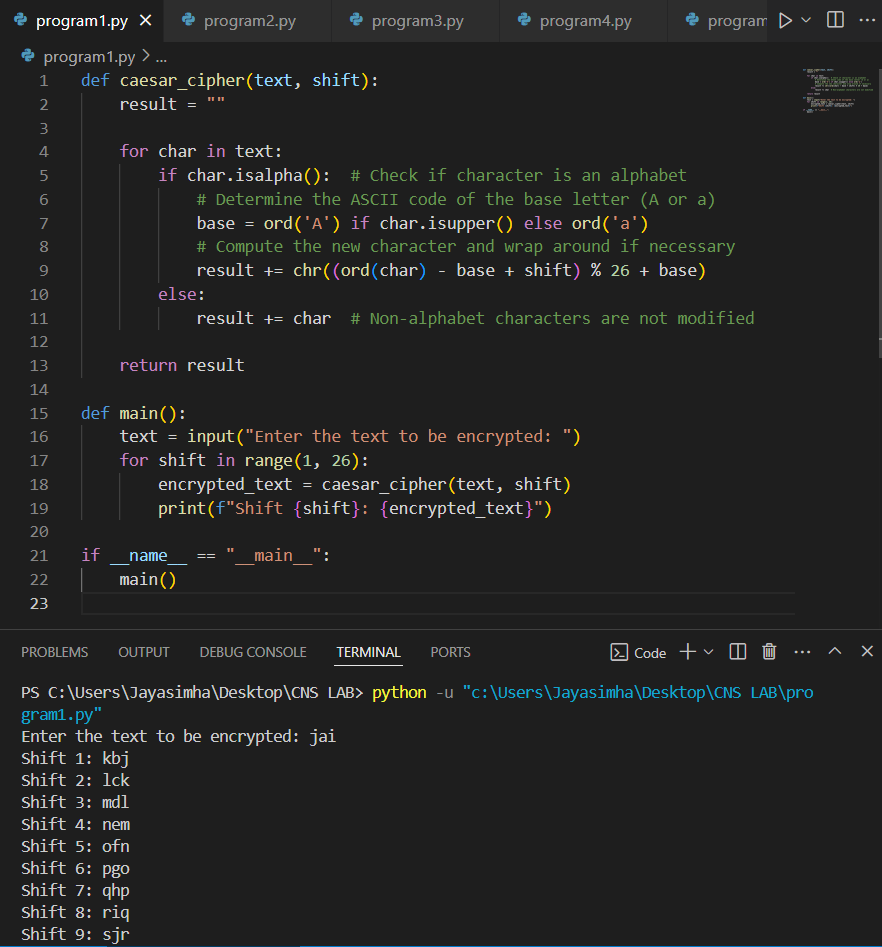 program1.py program2.py program3.py program4.py program
program1.py > ...
1 def caesar_cipher(text, shift):
2     result = ""
3
4     for char in text:
5         if char.isalpha():  # Check if character is an alphabet
6             # Determine the ASCII code of the base letter (A or a)
7             base = ord('A') if char.isupper() else ord('a')
8             # Compute the new character and wrap around if necessary
9             result += chr((ord(char) - base + shift) % 26 + base)
10         else:
11             result += char  # Non-alphabet characters are not modified
12
13     return result
14
15 def main():
16     text = input("Enter the text to be encrypted: ")
17     for shift in range(1, 26):
18         encrypted_text = caesar_cipher(text, shift)
19         print(f"Shift {shift}: {encrypted_text}")
20
21 if __name__ == "__main__":
22     main()
23
PROBLEMS OUTPUT DEBUG CONSOLE TERMINAL PORTS Code
PS C:\Users\Jayasimha\Desktop\CNS LAB> python -u "c:\Users\Jayasimha\Desktop\CNS LAB\pro
gram1.py"
Enter the text to be encrypted: jai
Shift 1: kbj
Shift 2: lck
Shift 3: mdl
Shift 4: nem
Shift 5: ofn
Shift 6: pgo
Shift 7: qhp
Shift 8: riq
Shift 9: sjr